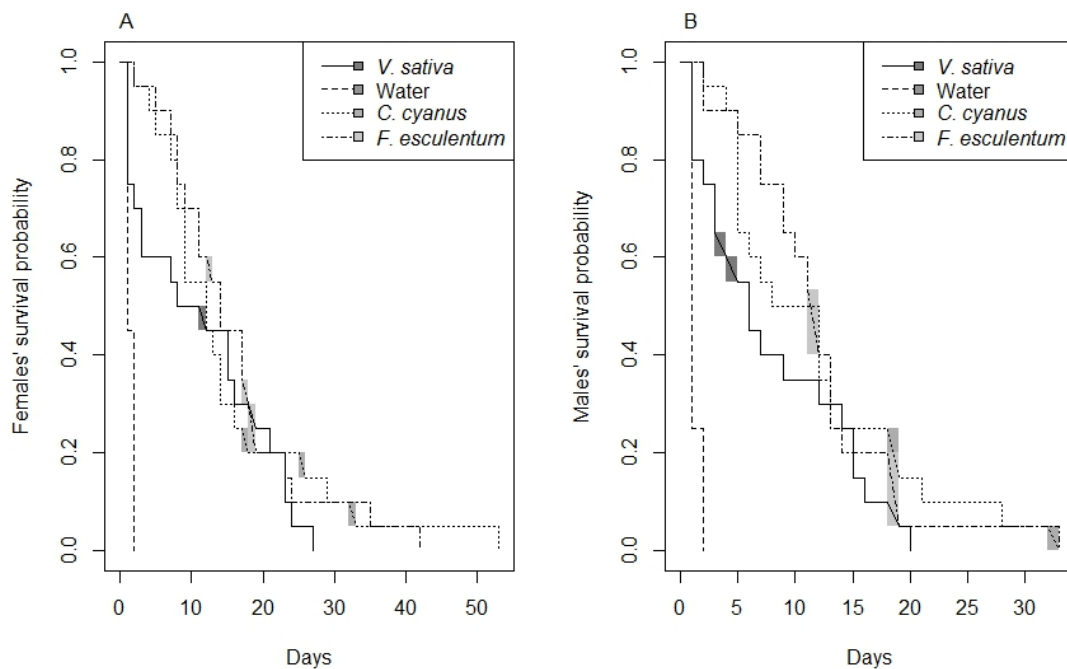 A
V. sativa
Water
C. cyanus
F. esculentum
Females' survival probability
1.0
0.8
0.6
0.4
0.2
0.0
0 10 20 30 40 50
Days
B
V. sativa
Water
C. cyanus
F. esculentum
Males' survival probability
1.0
0.8
0.6
0.4
0.2
0.0
0 5 10 15 20 25 30
Days